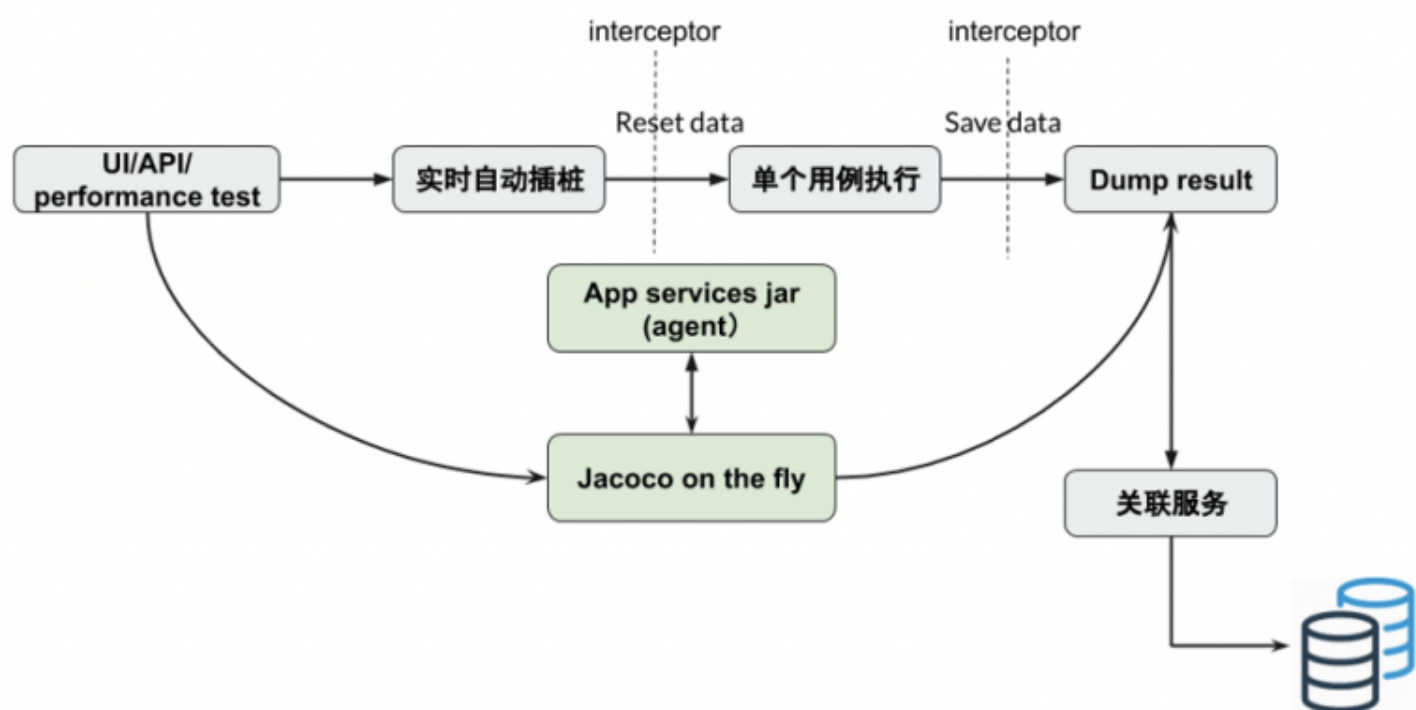 interceptor
interceptor
Reset data
Save data
UI/API/
performance test
实时自动插桩
单个用例执行
Dump result
App services jar
(agent）
Jacoco on the fly
关联服务